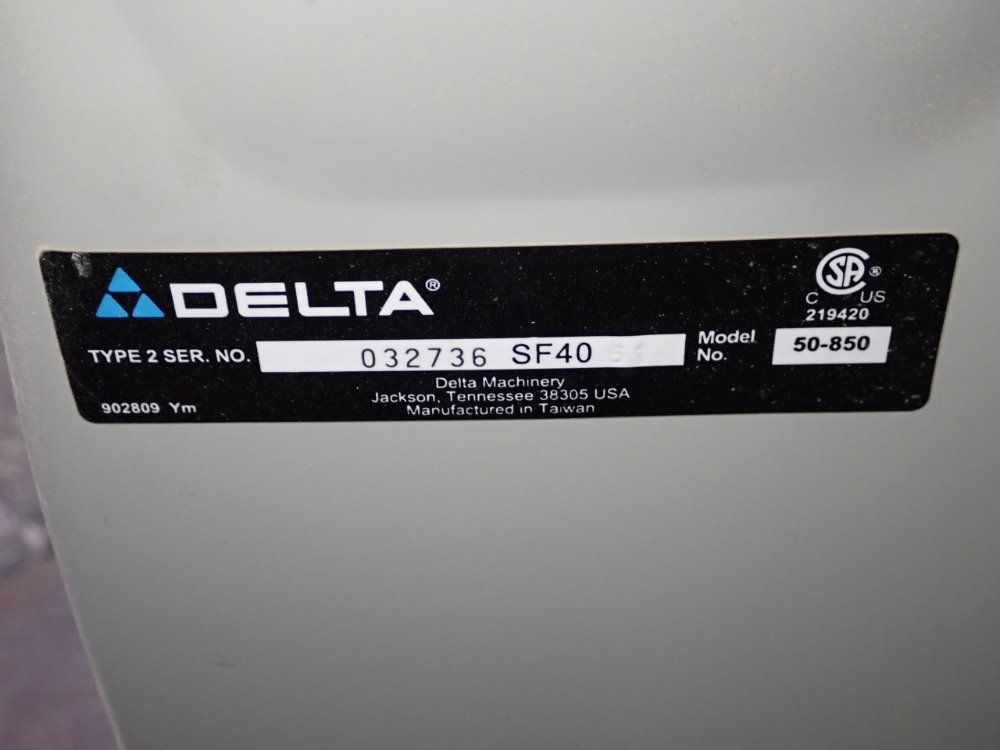 DELTA®
CSA®
C US
219420
TYPE 2 SER. NO. 032736 SF40
Model No. 50-850
Delta Machinery
Jackson, Tennessee 38305 USA
Manufactured in Taiwan
902809 Ym